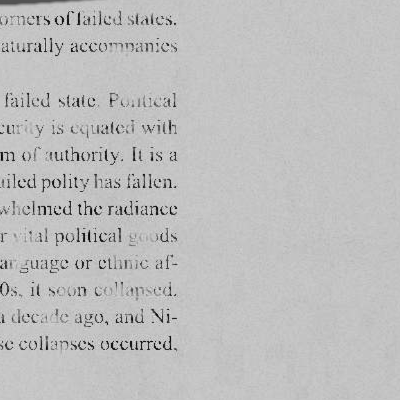 orners of failed states.
aturally accompanies
failed state. Political
curity is equated with
m of authority. It is a
ailed polity has fallen.
whelmed the radiance
r vital political goods
anguage or ethnic af-
0s, it soon collapsed.
a decade ago, and Ni-
se collapses occurred,